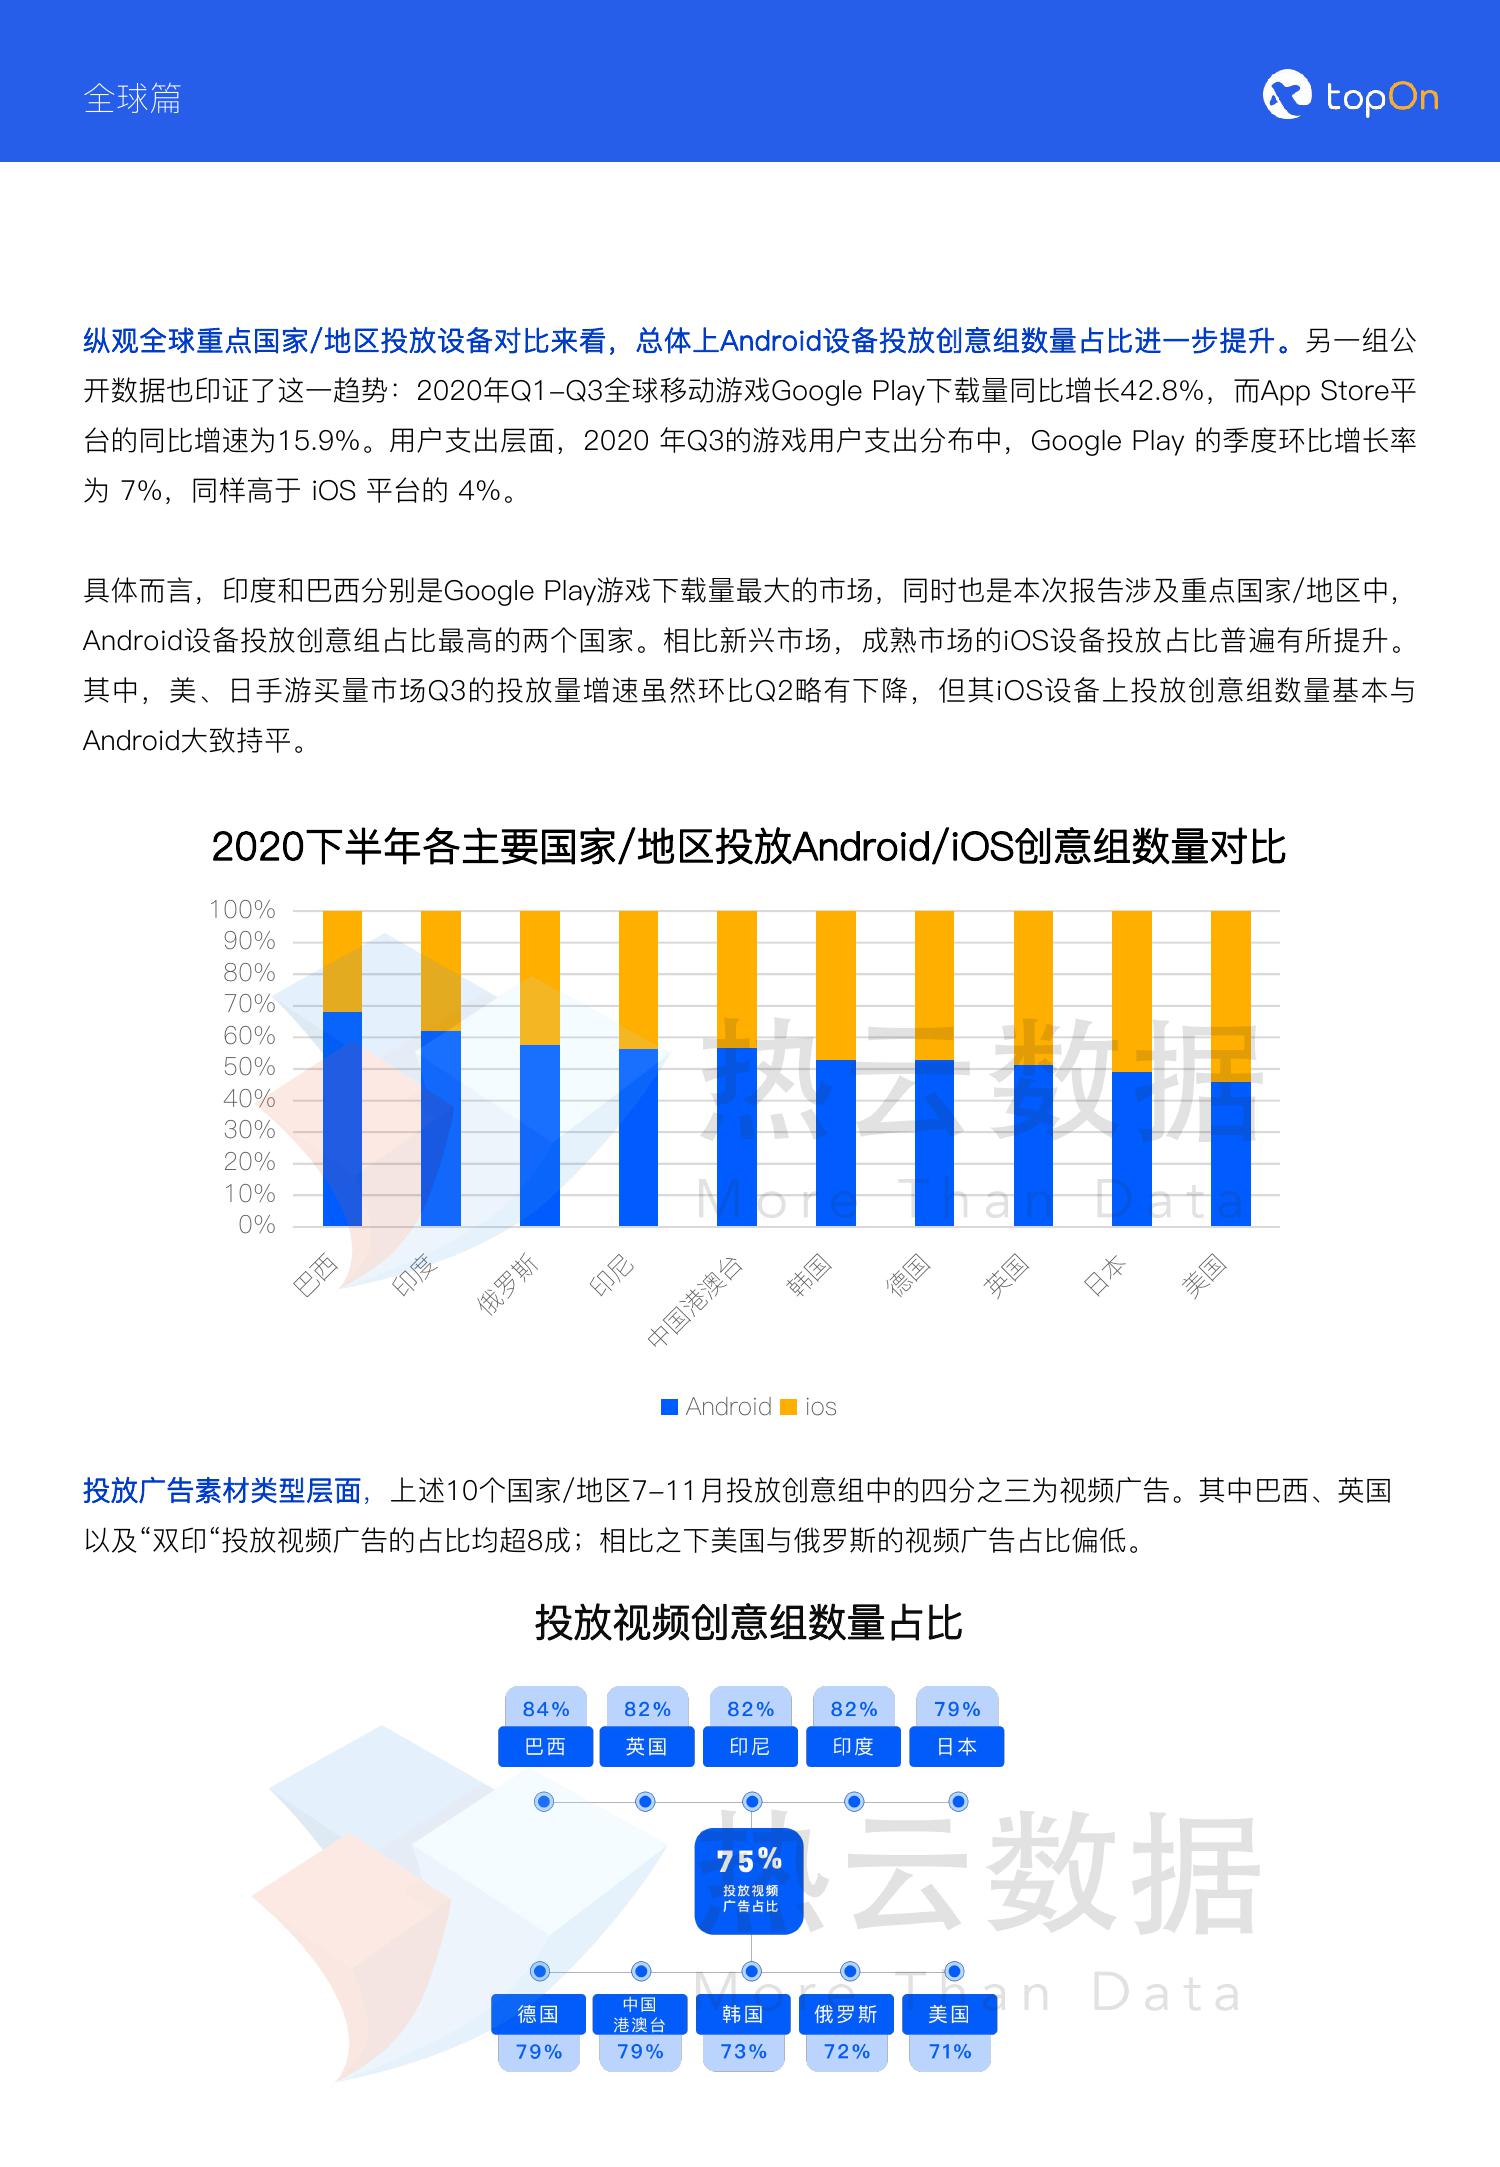 全球篇
topOn
纵观全球重点国家/地区投放设备对比来看，总体上Android设备投放创意组数量占比进一步提升。另一组公
开数据也印证了这一趋势：2020年Q1-Q3全球移动游戏Google Play下载量同比增长42.8%，而App Store平
台的同比增速为15.9%。用户支出层面，2020 年Q3的游戏用户支出分布中，Google Play 的季度环比增长率
为 7%，同样高于 iOS 平台的 4%。
具体而言，印度和巴西分别是Google Play游戏下载量最大的市场，同时也是本次报告涉及重点国家/地区中，
Android设备投放创意组占比最高的两个国家。相比新兴市场，成熟市场的iOS设备投放占比普遍有所提升。
其中，美、日手游买量市场Q3的投放量增速虽然环比Q2略有下降，但其iOS设备上投放创意组数量基本与
Android大致持平。
2020下半年各主要国家/地区投放Android/iOS创意组数量对比
100%
90%
80%
70%
60%
50%
40%
30%
20%
10%
0%
巴西 印度 俄罗斯 印尼 中国港澳台 韩国 德国 英国 日本 美国
Android ios
热云数据
More Than Data
投放广告素材类型层面，上述10个国家/地区7-11月投放创意组中的四分之三为视频广告。其中巴西、英国
以及“双印“投放视频广告的占比均超8成；相比之下美国与俄罗斯的视频广告占比偏低。
投放视频创意组数量占比
84% 82% 82% 82% 79%
巴西 英国 印尼 印度 日本
75%
投放视频
广告占比
热云数据
More Than Data
德国 中国 韩国 俄罗斯 美国
港澳台
79% 79% 73% 72% 71%